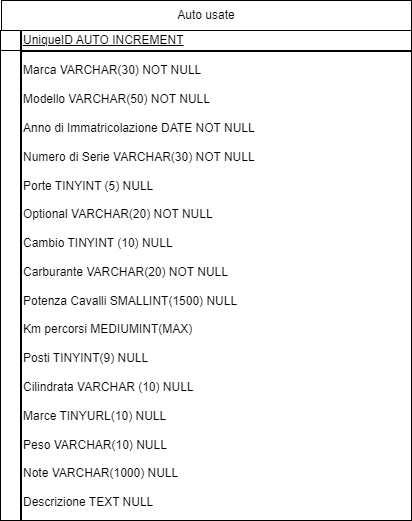 Auto usate
UniqueID AUTO INCREMENT
Marca VARCHAR(30) NOT NULL
Modello VARCHAR(50) NOT NULL
Anno di Immatricolazione DATE NOT NULL
Numero di Serie VARCHAR(30) NOT NULL
Porte TINYINT (5) NULL
Optional VARCHAR(20) NOT NULL
Cambio TINYINT (10) NULL
Carburante VARCHAR(20) NOT NULL
Potenza Cavalli SMALLINT(1500) NULL
Km percorsi MEDIUMINT(MAX)
Posti TINYINT(9) NULL
Cilindrata VARCHAR (10) NULL
Marce TINYURL(10) NULL
Peso VARCHAR(10) NULL
Note VARCHAR(1000) NULL
Descrizione TEXT NULL